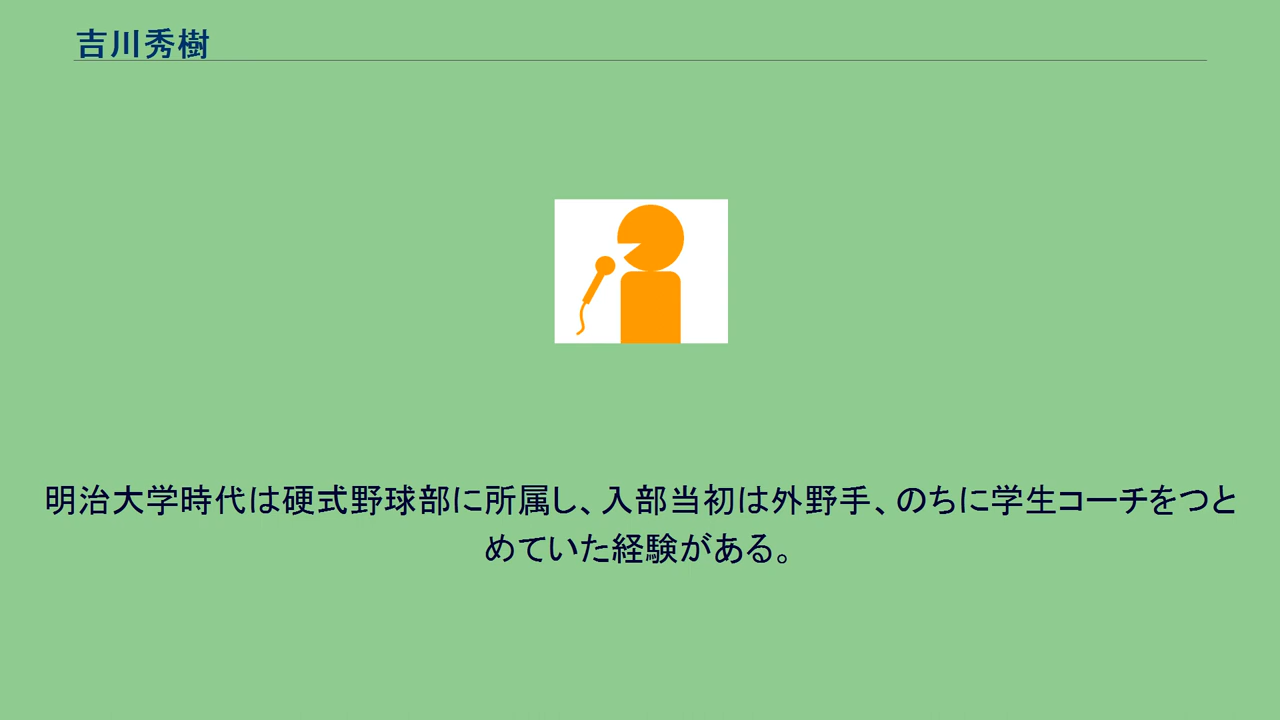 吉川秀樹
明治大学時代は硬式野球部に所属し、入部当初は外野手、のちに学生コーチをつと
めていた経験がある。